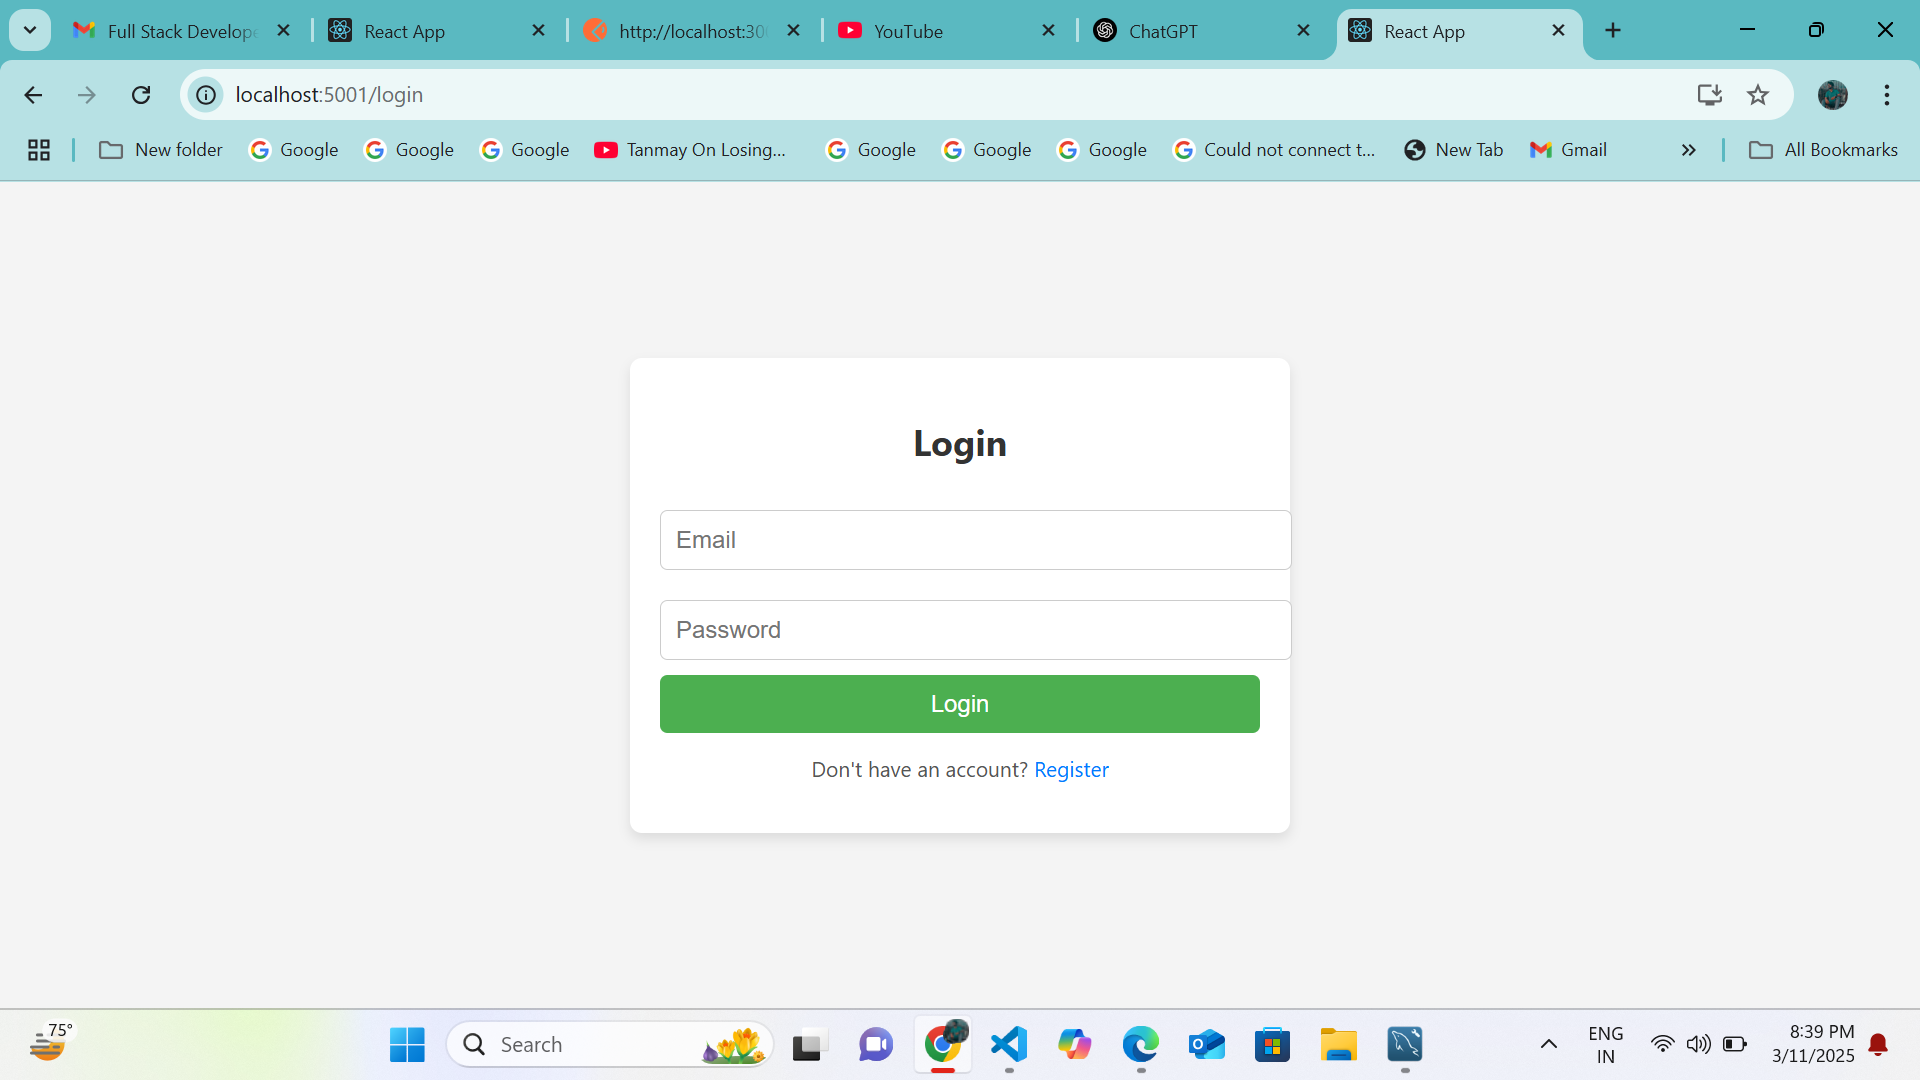 Full Stack Develope
React App
http://localhost:30
YouTube
ChatGPT
React App
localhost:5001/login
New folder
Google
Google
Google
Tanmay On Losing...
Google
Google
Google
Could not connect t...
New Tab
Gmail
All Bookmarks
Login
Email
Password
Login
Don't have an account? Register
75°
Search
ENG
IN
8:39 PM
3/11/2025